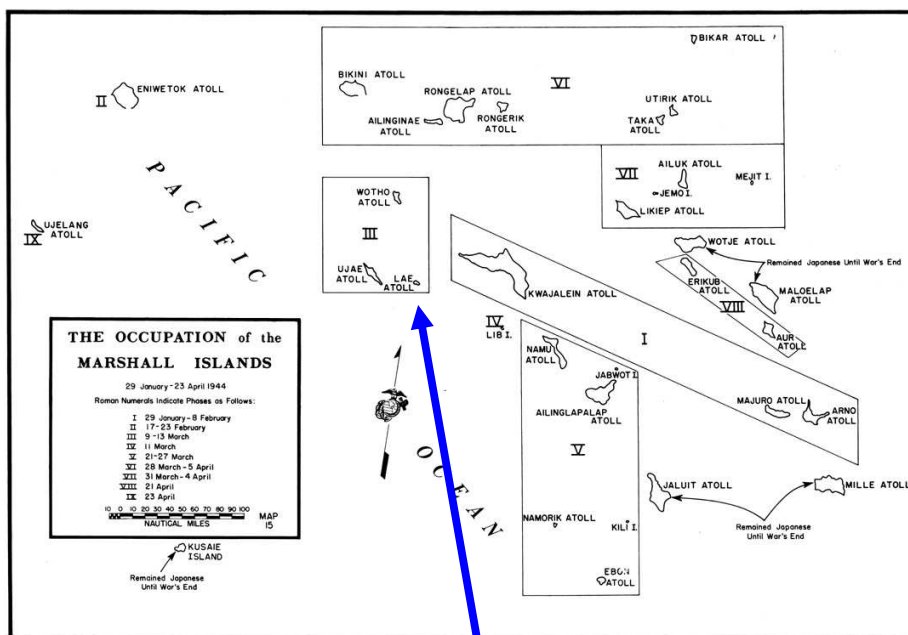 BIKAR ATOLL
BIKINI ATOLL
RONGELAP ATOLL
VI
ENIWETOK ATOLL
II
UTIRIK ATOLL
AILINGINAE
ATOLL
RONGERIK
ATOLL
TAKA
ATOLL
PACIFIC
VII
AILUK ATOLL
MEJIT I.
JEMO I.
LIKIEP ATOLL
WOTHO
ATOLL
III
UJELANG
ATOLL
IX
UJAE
ATOLL
LAE
ATOLL
WOTJE ATOLL
Remained Japanese Until War's End
ERIKUB
ATOLL
MALOELAP
ATOLL
VIII
AUR
ATOLL
KWAJALEIN ATOLL
I
IV
LIB I.
NAMU
ATOLL
JABWOT I.
AILINGLAPALAP
ATOLL
MAJURO ATOLL
ARNO
ATOLL
V
OCEAN
JALUIT ATOLL
MILLE ATOLL
Remained Japanese
Until War's End
NAMORIK ATOLL
KILI I.
EBON
ATOLL
THE OCCUPATION of the
MARSHALL ISLANDS
29 January-23 April 1944
Roman Numerals Indicate Phases as Follows:
I 29 January-8 February
II 17-23 February
III 9-13 March
IV 11 March
V 21-27 March
VI 28 March-5 April
VII 31 March-4 April
VIII 21 April
IX 23 April
10 0 10 20 30 40 50 60 70 80 90 100
NAUTICAL MILES
MAP
15
KUSAIE
ISLAND
Remained Japanese
Until War's End